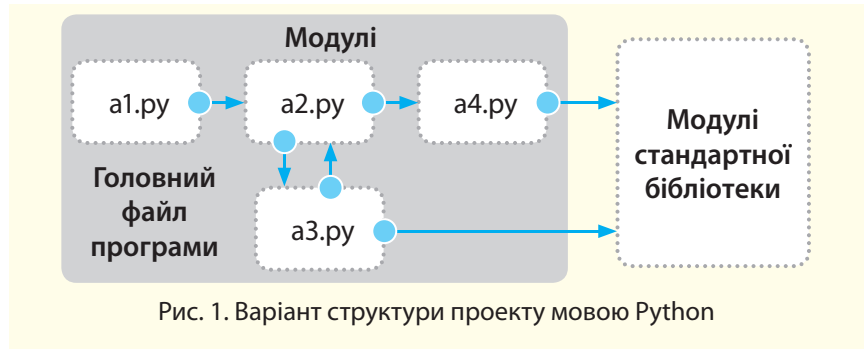 Модулі
a1.py
a2.py
a4.py
Модулі
стандартної
бібліотеки
Головний
файл
програми
a3.py
Рис. 1. Варіант структури проекту мовою Python